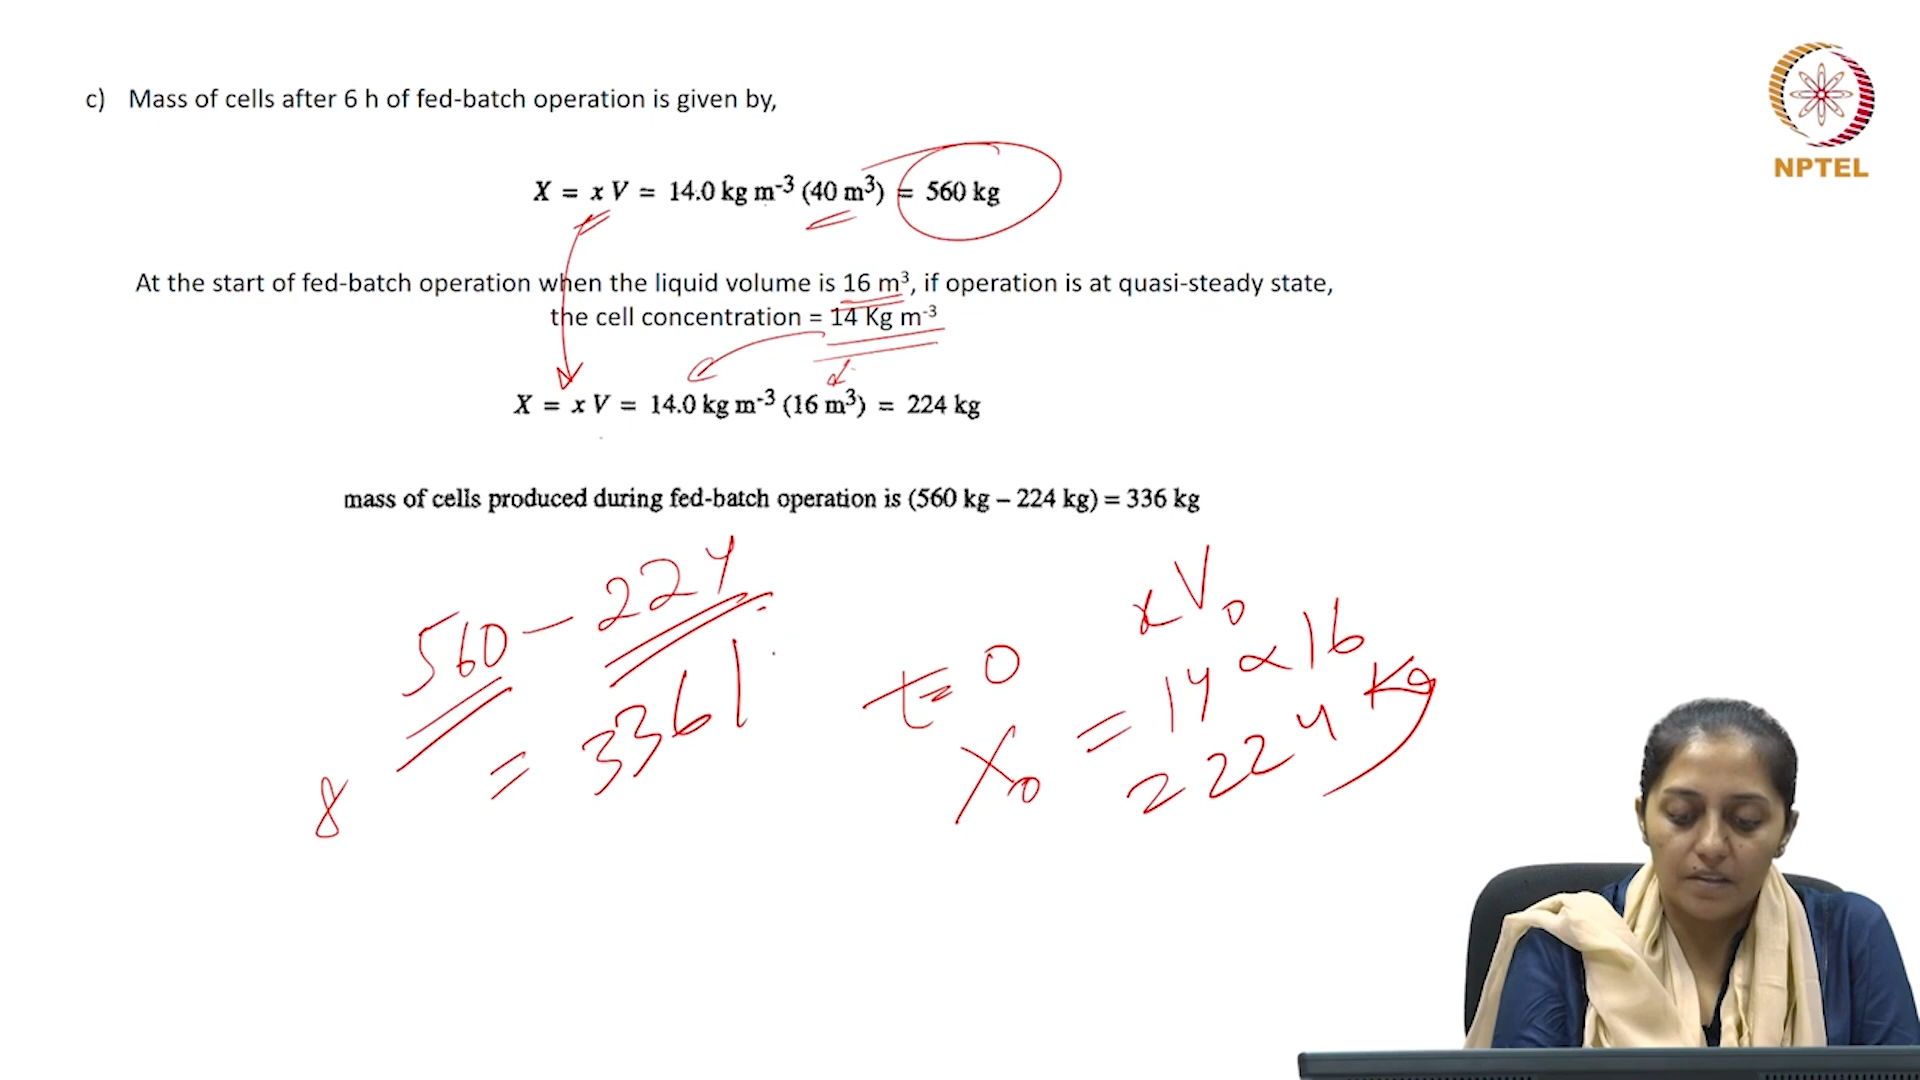 c) Mass of cells after 6 h of fed-batch operation is given by,
NPTEL
X = x V = 14.0 kg m⁻³ (40 m³) = 560 kg
At the start of fed-batch operation when the liquid volume is 16 m³, if operation is at quasi-steady state,
the cell concentration = 14 Kg m⁻³
X = x V = 14.0 kg m⁻³ (16 m³) = 224 kg
mass of cells produced during fed-batch operation is (560 kg – 224 kg) = 336 kg
560 – 224
= 336
t=0
xV₀
X₀ = 14 × 16
224 Kg
8